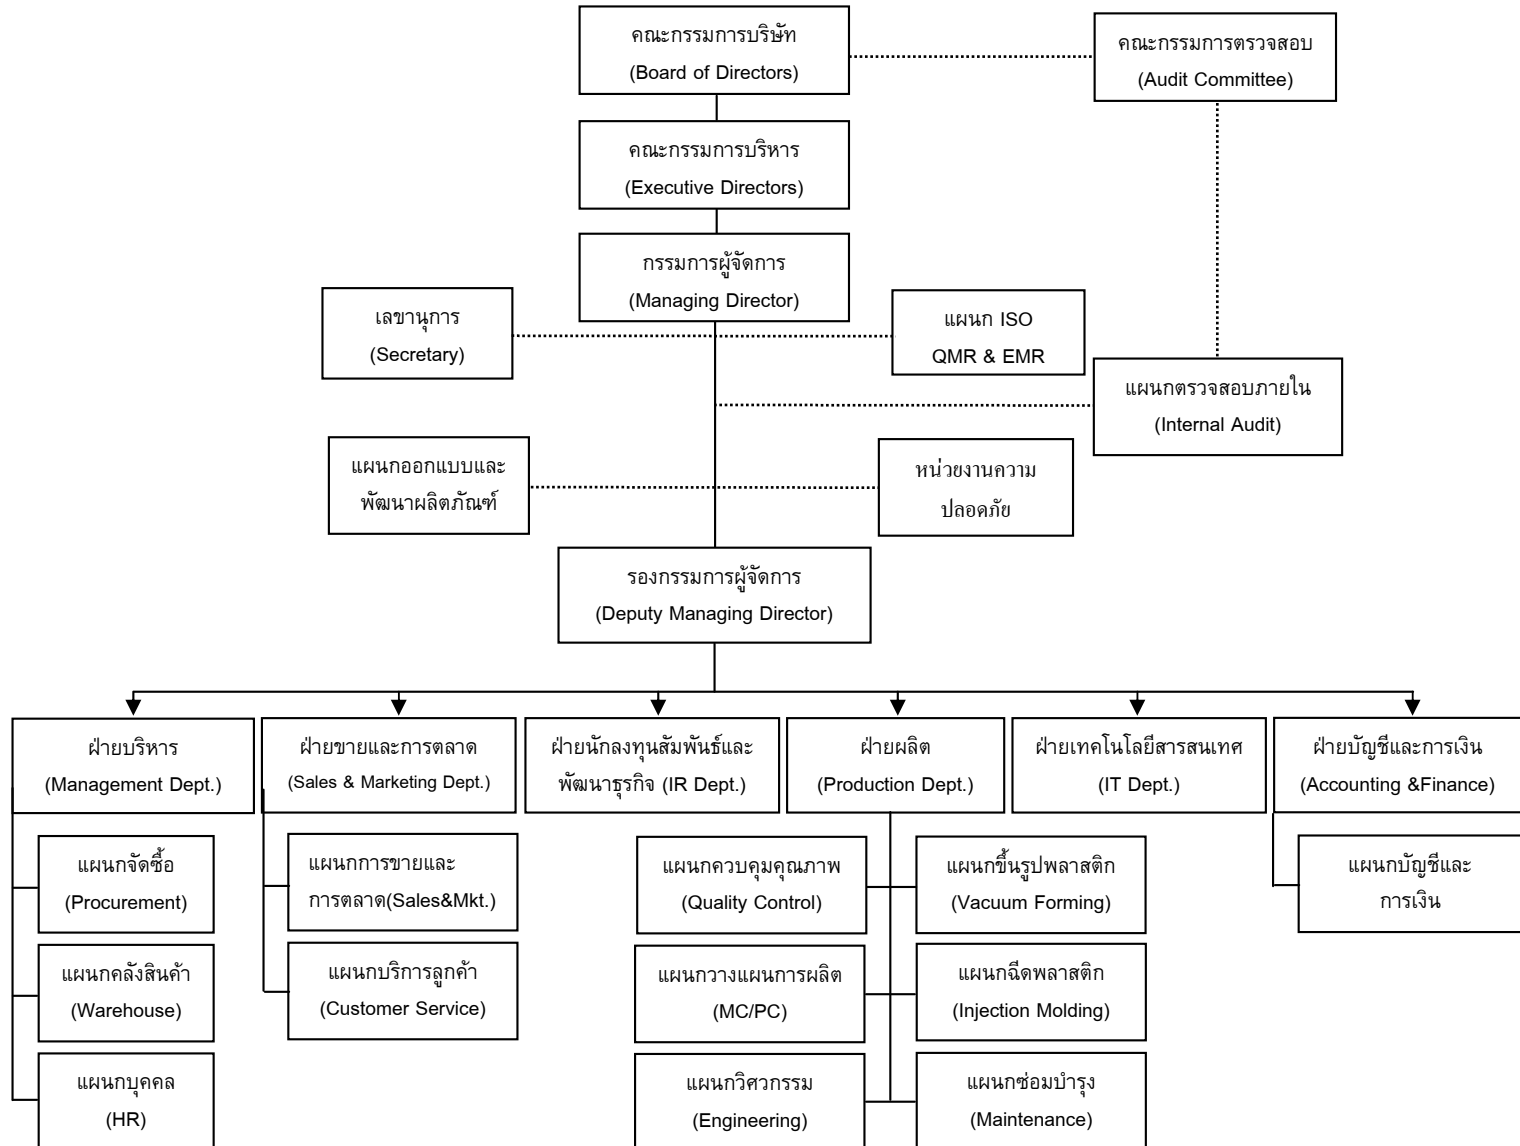 คณะกรรมการบริษัท
(Board of Directors)
คณะกรรมการตรวจสอบ
(Audit Committee)
คณะกรรมการบริหาร
(Executive Directors)
กรรมการผู้จัดการ
(Managing Director)
เลขานุการ
(Secretary)
แผนก ISO
QMR & EMR
แผนกตรวจสอบภายใน
(Internal Audit)
แผนกออกแบบและ
พัฒนาผลิตภัณฑ์
หน่วยงานความ
ปลอดภัย
รองกรรมการผู้จัดการ
(Deputy Managing Director)
ฝ่ายบริหาร
(Management Dept.)
ฝ่ายขายและการตลาด
(Sales & Marketing Dept.)
ฝ่ายนักลงทุนสัมพันธ์และ
พัฒนาธุรกิจ (IR Dept.)
ฝ่ายผลิต
(Production Dept.)
ฝ่ายเทคโนโลยีสารสนเทศ
(IT Dept.)
ฝ่ายบัญชีและการเงิน
(Accounting &Finance)
แผนกจัดซื้อ
(Procurement)
แผนกการขายและ
การตลาด(Sales&Mkt.)
แผนกควบคุมคุณภาพ
(Quality Control)
แผนกขึ้นรูปพลาสติก
(Vacuum Forming)
แผนกบัญชีและ
การเงิน
แผนกคลังสินค้า
(Warehouse)
แผนกบริการลูกค้า
(Customer Service)
แผนกวางแผนการผลิต
(MC/PC)
แผนกฉีดพลาสติก
(Injection Molding)
แผนกบุคคล
(HR)
แผนกวิศวกรรม
(Engineering)
แผนกซ่อมบำรุง
(Maintenance)